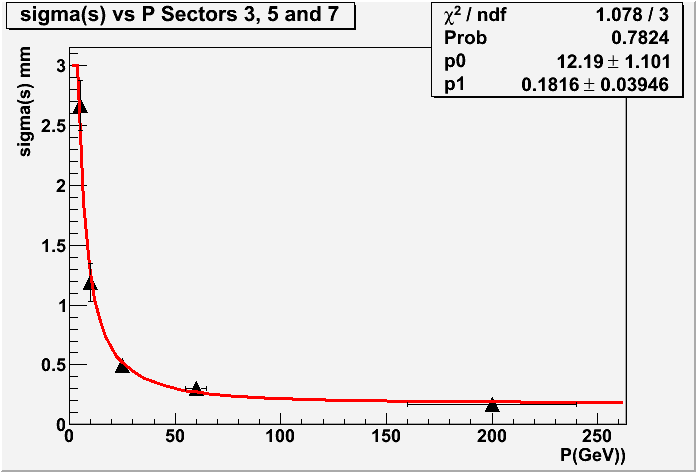 sigma(s) vs P Sectors 3, 5 and 7
χ² / ndf 1.078 / 3
Prob 0.7824
p0 12.19 ± 1.101
p1 0.1816 ± 0.03946
sigma(s) mm
3
2.5
2
1.5
1
0.5
0
0 50 100 150 200 250
P(GeV))